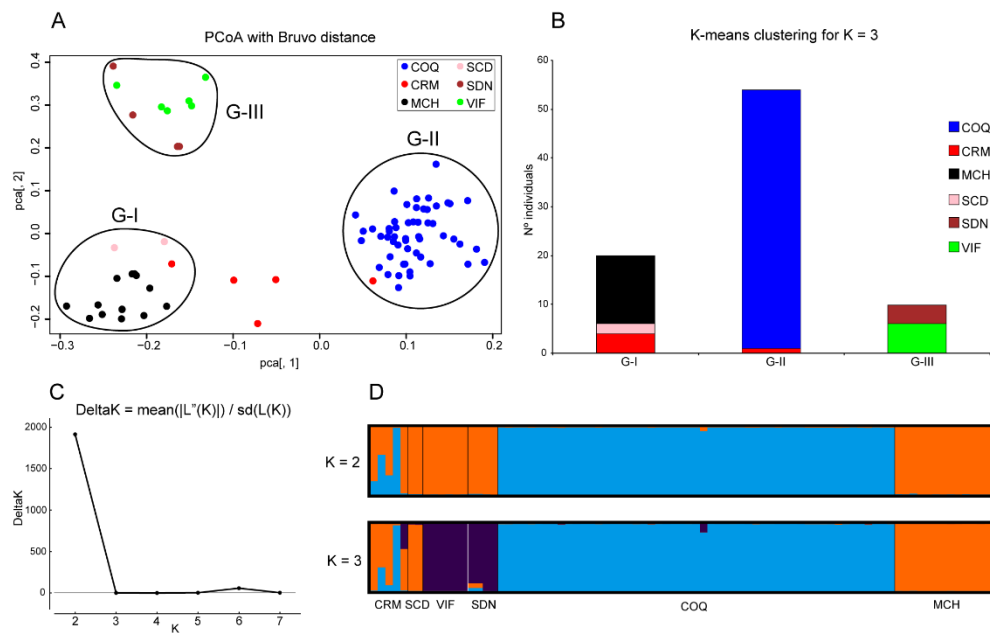 A
PCoA with Bruvo distance
COQ SCD
CRM SDN
MCH VIF
G-III
G-II
G-I
pca[, 2]
0.4
0.3
0.2
0.1
0.0
−0.1
−0.2
−0.3 −0.2 −0.1 0.0 0.1 0.2
pca[, 1]
B
K-means clustering for K = 3
Nº individuals
60
50
40
30
20
10
0
G-I G-II G-III
COQ
CRM
MCH
SCD
SDN
VIF
C
DeltaK = mean(|L"(K)|) / sd(L(K))
DeltaK
2000
1500
1000
500
0
2 3 4 5 6 7
K
D
K = 2
K = 3
CRM SCD VIF SDN COQ MCH